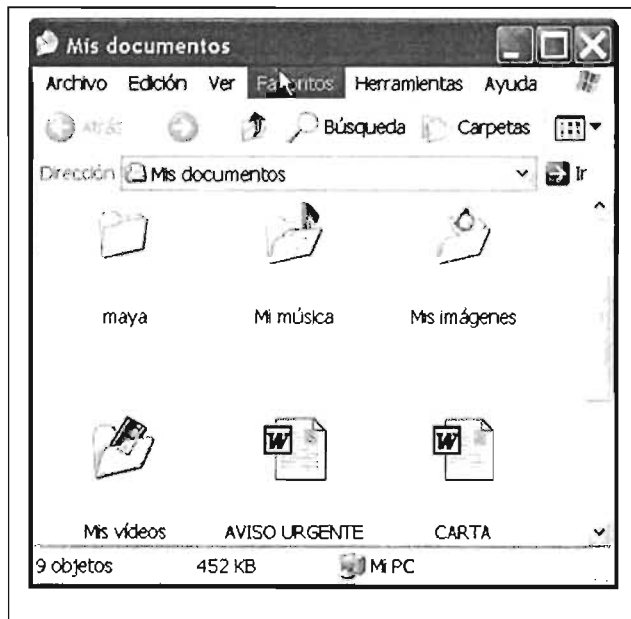 Mis documentos
Archivo Edición Ver Favoritos Herramientas Ayuda
Atrás Búsqueda Carpetas
Dirección Mis documentos Ir
maya Mi música Mis imágenes
Mis vídeos AVISO URGENTE CARTA
9 objetos 452 KB Mi PC